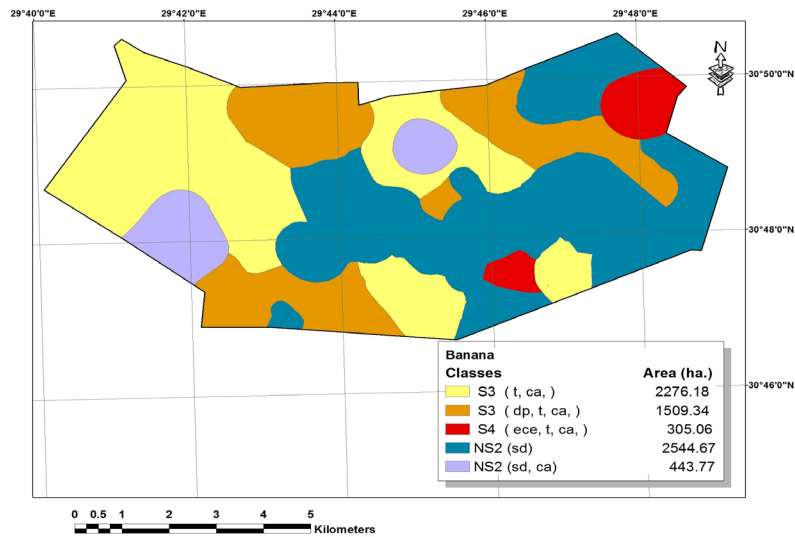 29°40'0"E 29°42'0"E 29°44'0"E 29°46'0"E 29°48'0"E
N
30°50'0"N
30°48'0"N
30°46'0"N
Banana
Classes Area (ha.)
S3 ( t, ca, ) 2276.18
S3 ( dp, t, ca, ) 1509.34
S4 ( ece, t, ca, ) 305.06
NS2 (sd) 2544.67
NS2 (sd, ca) 443.77
0 0.5 1 2 3 4 5
Kilometers